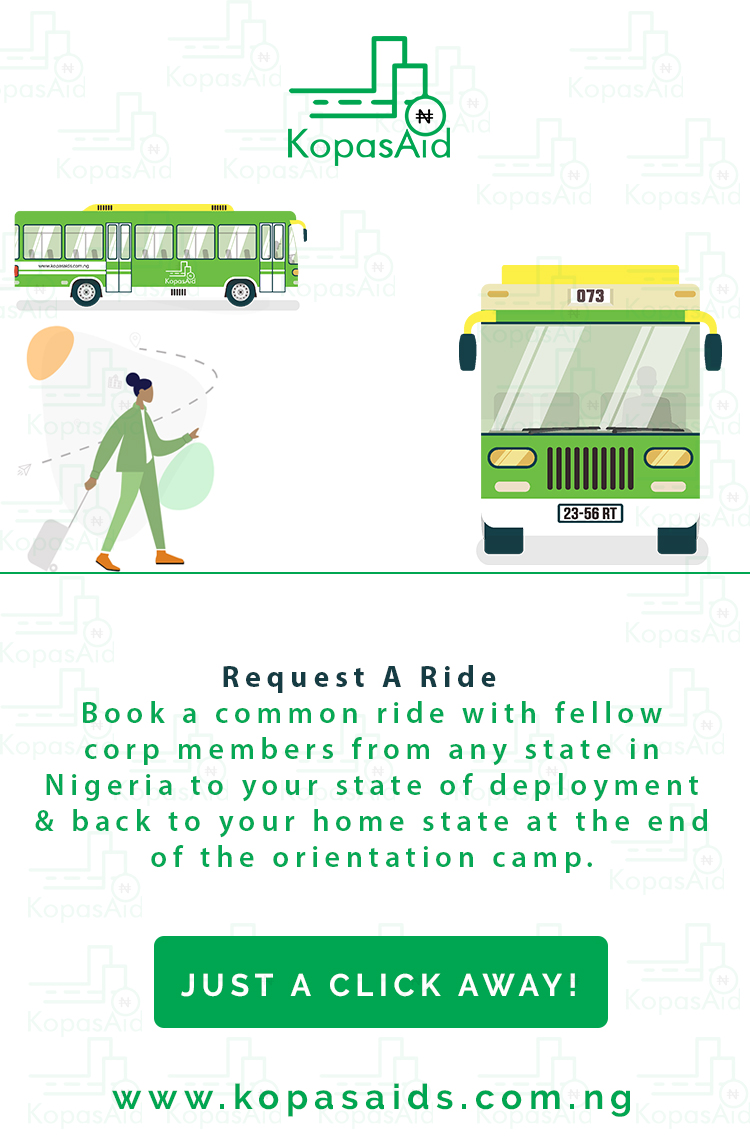 KopasAid
www.kopasaids.com.ng
KopasAid
073
23-56 RT
Request A Ride
Book a common ride with fellow
corp members from any state in
Nigeria to your state of deployment
& back to your home state at the end
of the orientation camp.
JUST A CLICK AWAY!
www.kopasaids.com.ng